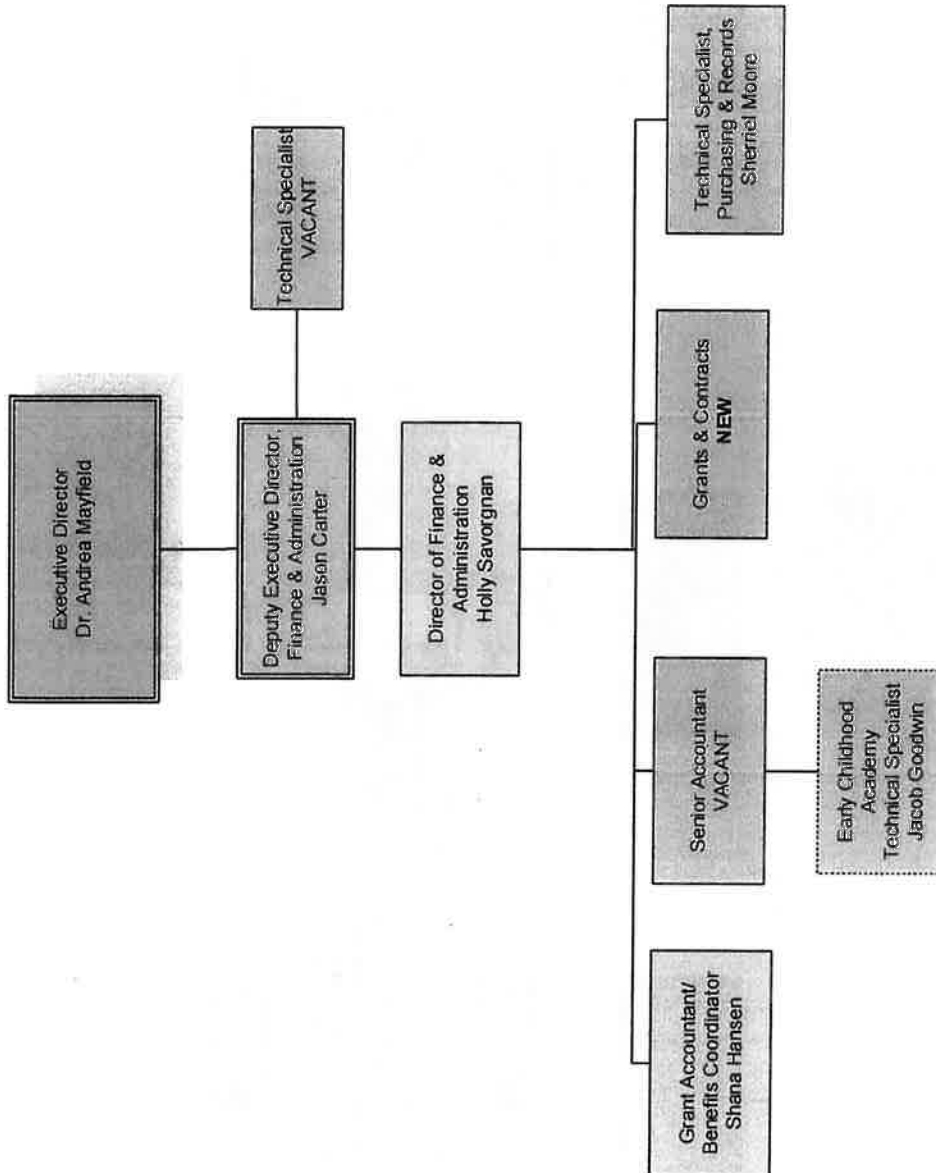 Executive Director
Dr. Andrea Mayfield
Deputy Executive Director,
Finance & Administration
Jason Carter
Technical Specialist
VACANT
Director of Finance &
Administration
Holly Savorgnan
Grant Accountant/
Benefits Coordinator
Shana Hansen
Senior Accountant
VACANT
Grants & Contracts
NEW
Technical Specialist,
Purchasing & Records
Sherriel Moore
Early Childhood
Academy
Technical Specialist
Jacob Goodwin